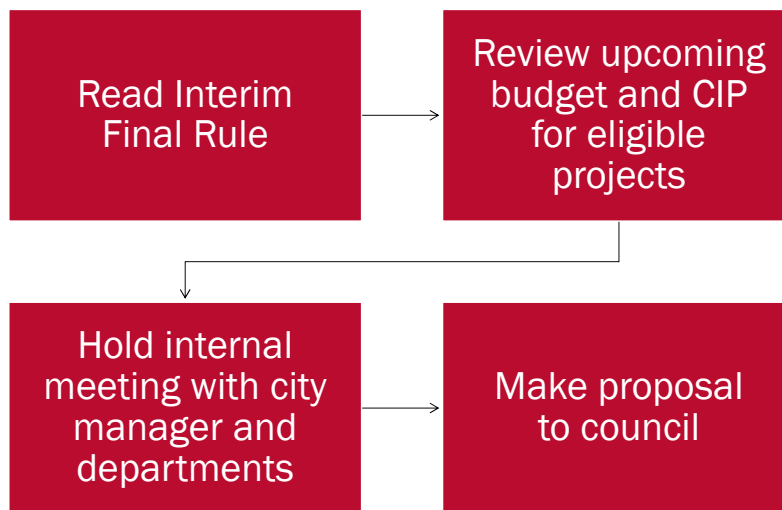 Read Interim
Final Rule
Review upcoming
budget and CIP
for eligible
projects
Hold internal
meeting with city
manager and
departments
Make proposal
to council